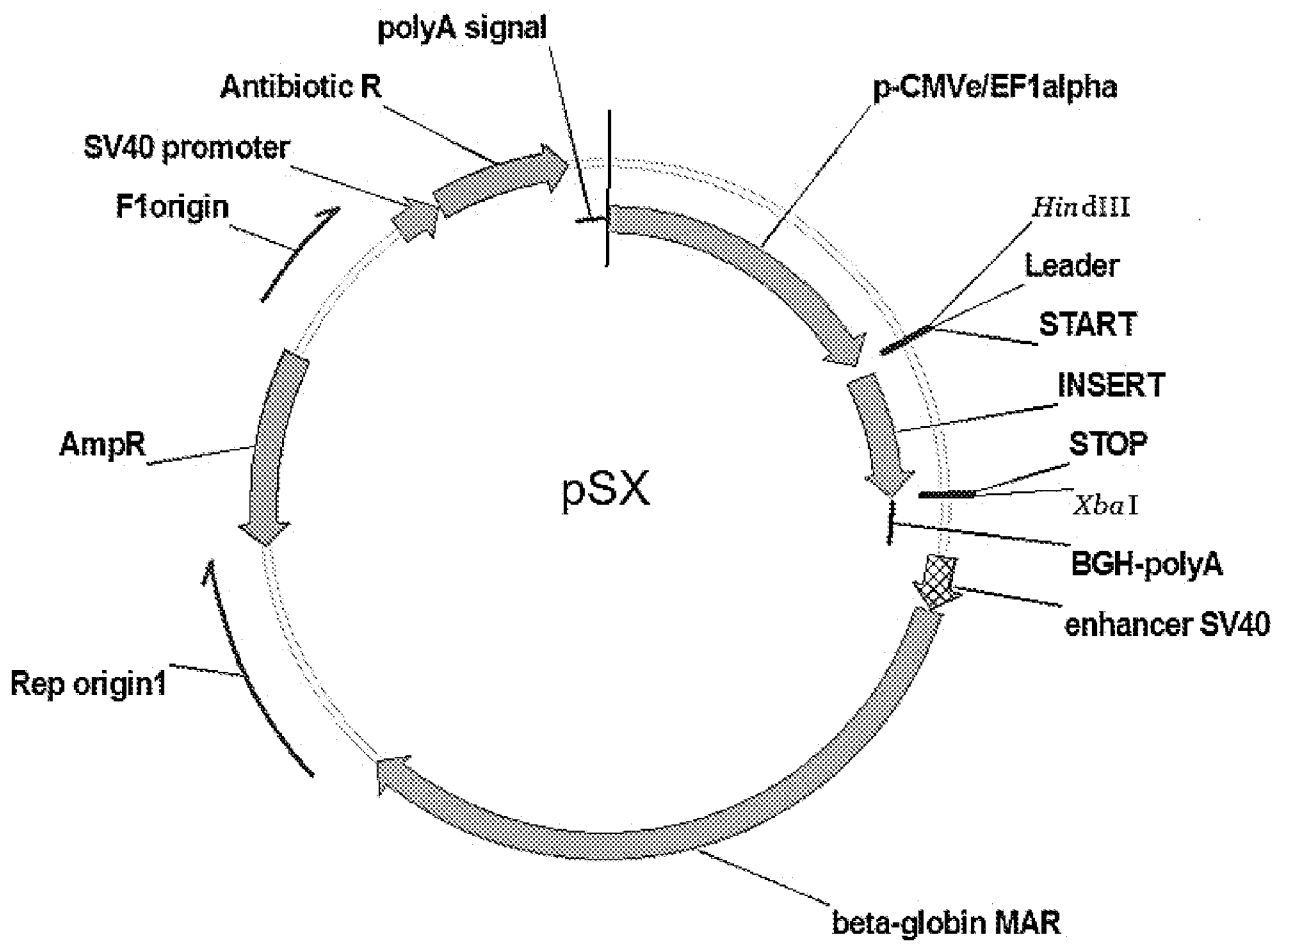 polyA signal
Antibiotic R
p-CMVe/EF1alpha
SV40 promoter
F1origin
HindIII
Leader
START
INSERT
AmpR
STOP
pSX
XbaI
BGH-polyA
enhancer SV40
Rep origin1
beta-globin MAR